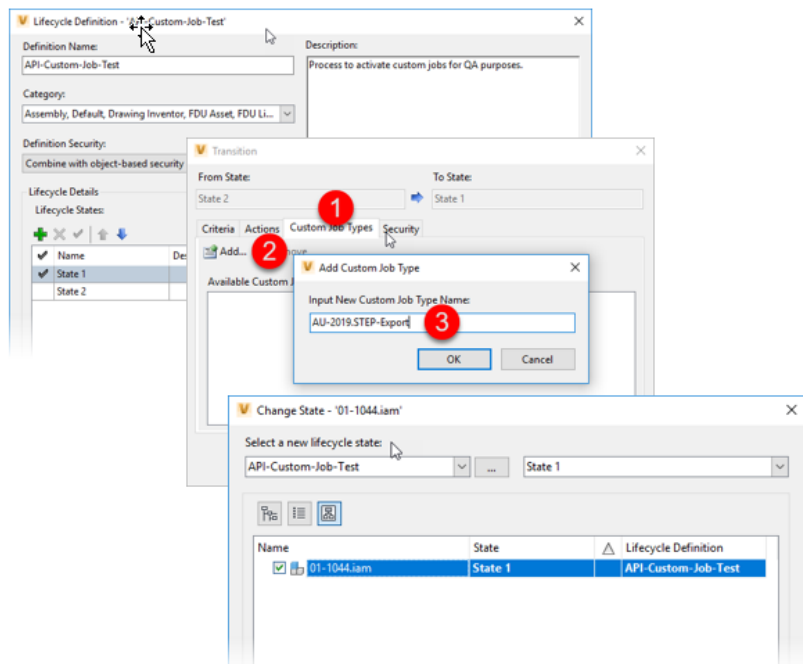 Lifecycle Definition - 'API-Custom-Job-Test'
Definition Name:
API-Custom-Job-Test
Description:
Process to activate custom jobs for QA purposes.
Category:
Assembly, Default, Drawing Inventor, FDU Asset, FDU Li...
Definition Security:
Combine with object-based security
Lifecycle Details
Lifecycle States:
Name
Des
State 1
State 2
Transition
From State:
To State:
State 2
State 1
Criteria Actions Custom Job Types Security
1
Add...
2
Available Custom J
Add Custom Job Type
Input New Custom Job Type Name:
AU-2019.STEP-Export
3
OK
Cancel
Change State - '01-1044.iam'
Select a new lifecycle state:
API-Custom-Job-Test
...
State 1
Name State Lifecycle Definition
01-1044.iam State 1 API-Custom-Job-Test